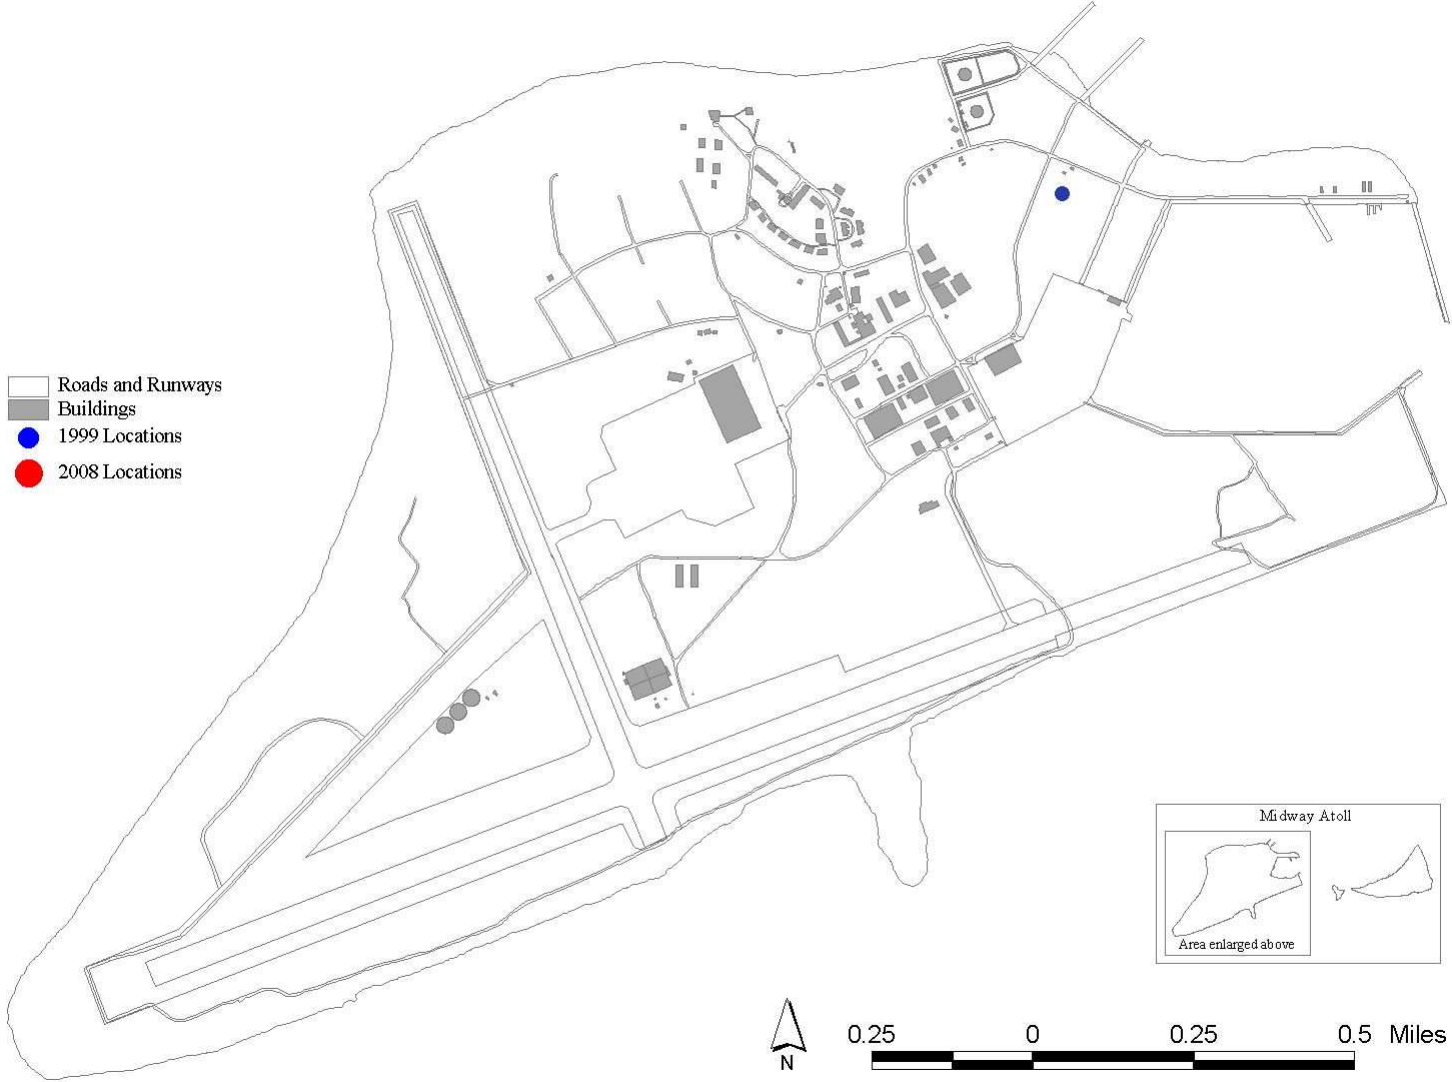 Roads and Runways
Buildings
1999 Locations
2008 Locations
Midway Atoll
Area enlarged above
N
0.25 0 0.25 0.5 Miles